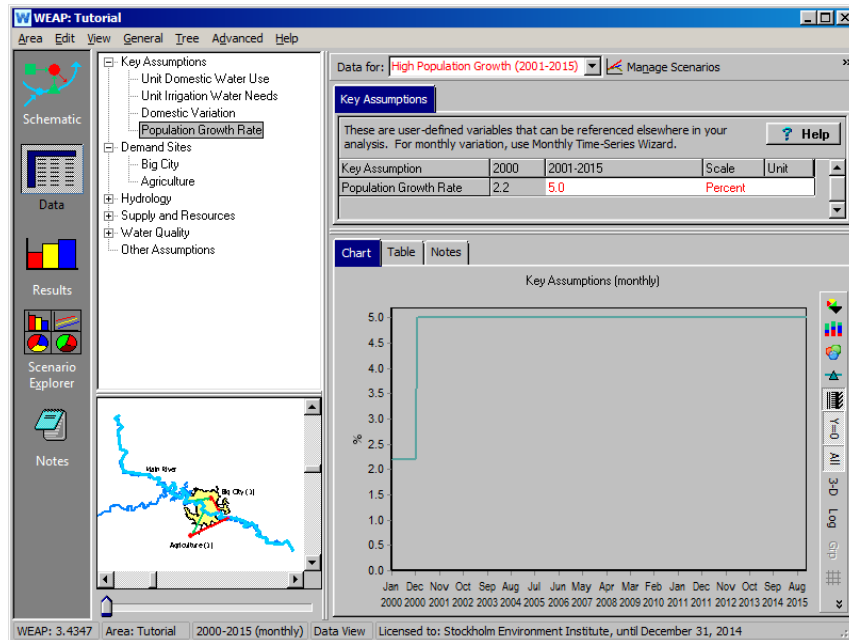 WEAP: Tutorial
Area Edit View General Tree Advanced Help
Schematic
Data
Results
Scenario
Explorer
Notes
Key Assumptions
Unit Domestic Water Use
Unit Irrigation Water Needs
Domestic Variation
Population Growth Rate
Demand Sites
Big City
Agriculture
Hydrology
Supply and Resources
Water Quality
Other Assumptions
Main River
Big City (1)
Agriculture (1)
Data for: High Population Growth (2001-2015) Manage Scenarios »
Key Assumptions
These are user-defined variables that can be referenced elsewhere in your
analysis. For monthly variation, use Monthly Time-Series Wizard.
? Help
Key Assumption 2000 2001-2015 Scale Unit
Population Growth Rate 2.2 5.0 Percent
Chart Table Notes
Key Assumptions (monthly)
5.0
4.5
4.0
3.5
3.0
2.5
2.0
1.5
1.0
0.5
0.0
%
Jan Dec Nov Oct Sep Aug Jul Jun May Apr Mar Feb Jan Dec Nov Oct Sep Aug
2000 2000 2001 2002 2003 2004 2005 2006 2007 2008 2009 2010 2011 2011 2012 2013 2014 2015
Y=0
All
3-D
Log
Grp
WEAP: 3.4347 Area: Tutorial 2000-2015 (monthly) Data View Licensed to: Stockholm Environment Institute, until December 31, 2014